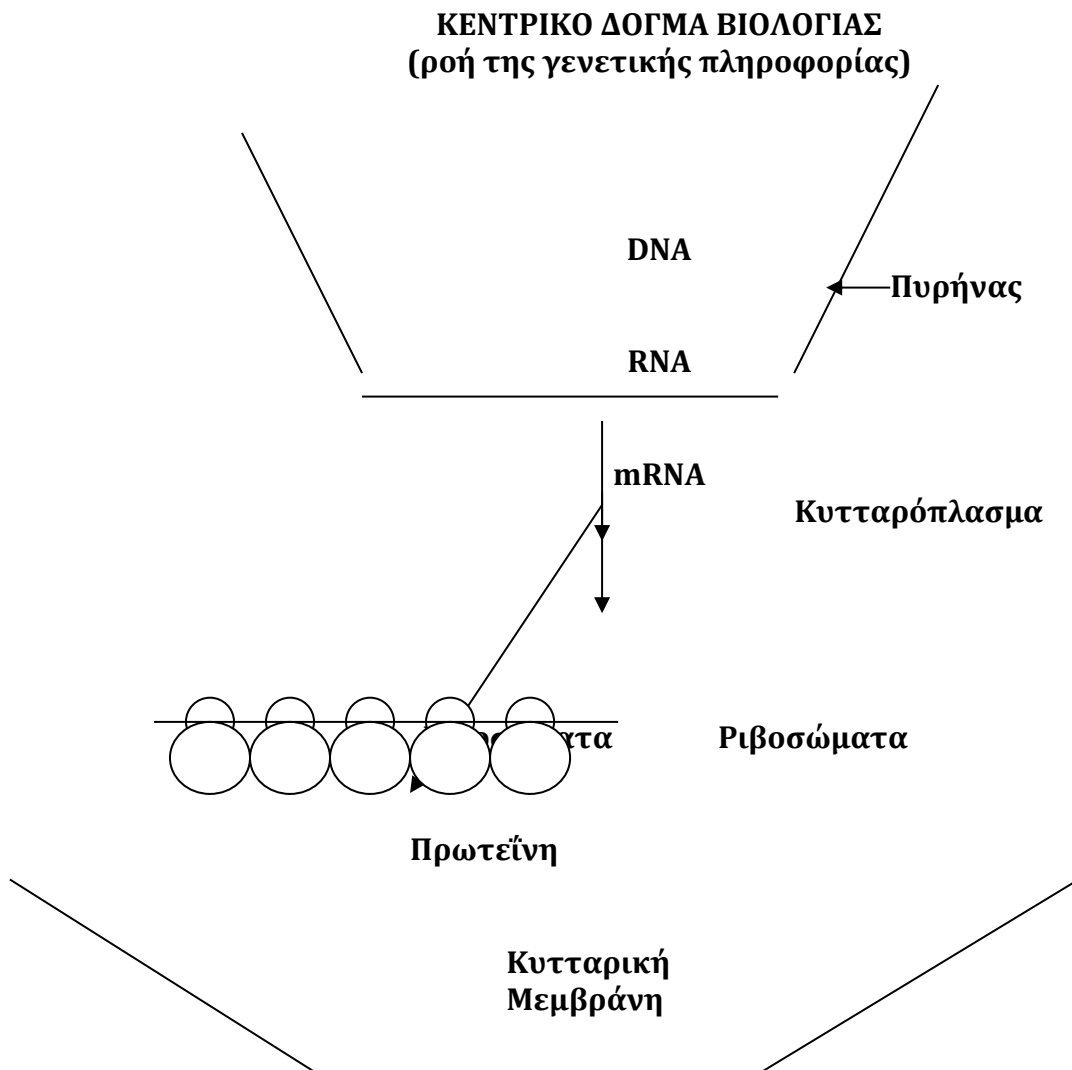 ΚΕΝΤΡΙΚΟ ΔΟΓΜΑ ΒΙΟΛΟΓΙΑΣ
(ροή της γενετικής πληροφορίας)
DNA
Πυρήνας
RNA
mRNA
Κυτταρόπλασμα
Ριβοσώματα
Πρωτεΐνη
Κυτταρική
Μεμβράνη